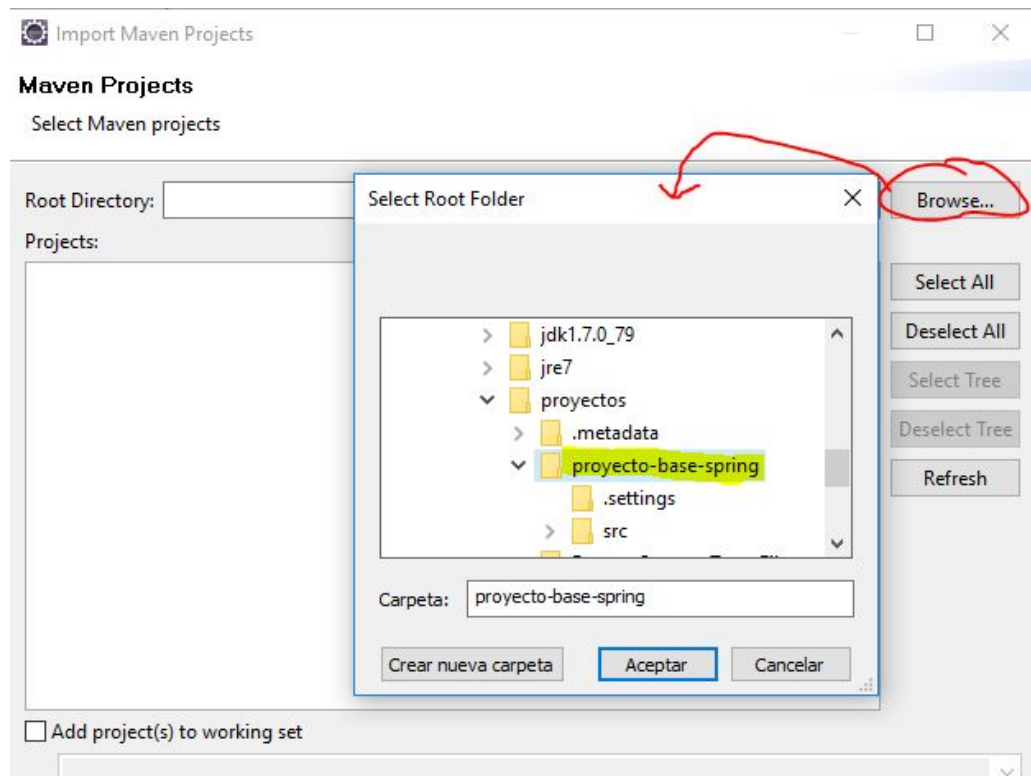 Import Maven Projects
Maven Projects
Select Maven projects
Root Directory:
Browse...
Projects:
Select Root Folder
jdk1.7.0_79
jre7
proyectos
.metadata
proyecto-base-spring
.settings
src
Carpeta: proyecto-base-spring
Crear nueva carpeta Aceptar Cancelar
Select All
Deselect All
Select Tree
Deselect Tree
Refresh
Add project(s) to working set